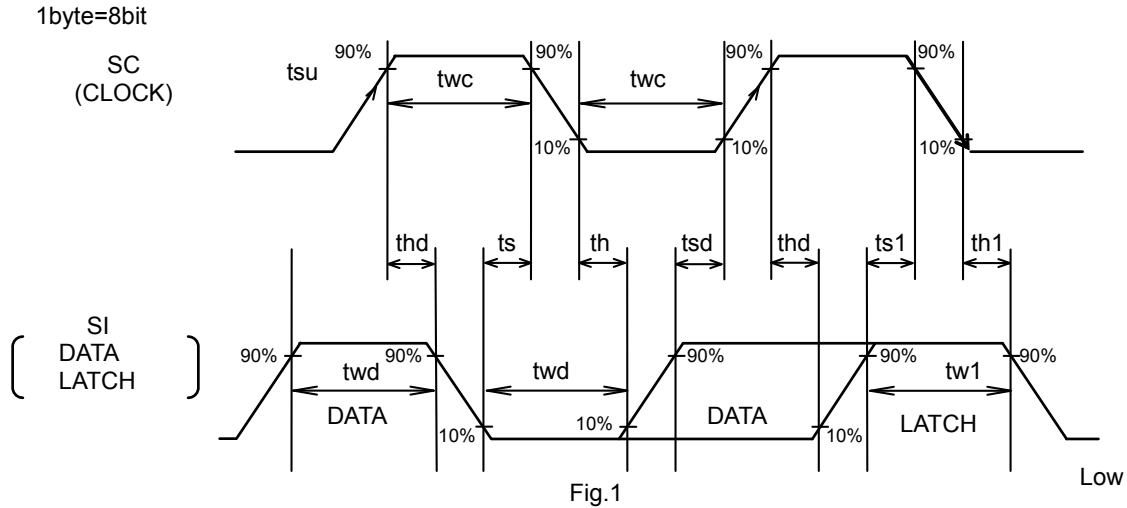 1byte=8bit
SC
(CLOCK)
tsu
90% 90% 90% 90%
twc twc
10% 10% 10%
thd ts th tsd thd ts1 th1
SI
DATA
LATCH
90% 90% 90% 90% 90%
twd twd tw1
DATA DATA LATCH
10% 10% 10%
Low
Fig.1